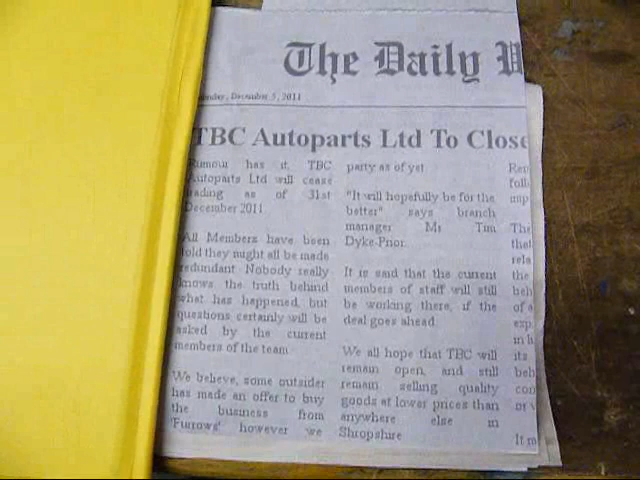 The Daily
December 5, 2011
TBC Autoparts Ltd To Close
Rumour has it, TBC
Autoparts Ltd will cease
trading as of 31st
December 2011
All Members have been
told they might all be made
redundant. Nobody really
knows the truth behind
what has happened, but
questions certainly will be
asked by the current
members of the team
We believe, some outsider
has made an offer to buy
the business from
'Furrows' however we
party as of yet
"It will hopefully be for the
better" says branch
manager Mr Tim
Dyke-Prior.
It is said that the current
members of staff will still
be working there, if the
deal goes ahead
We all hope that TBC will
remain open, and still
remain selling quality
goods at lower prices than
anywhere else in
Shropshire